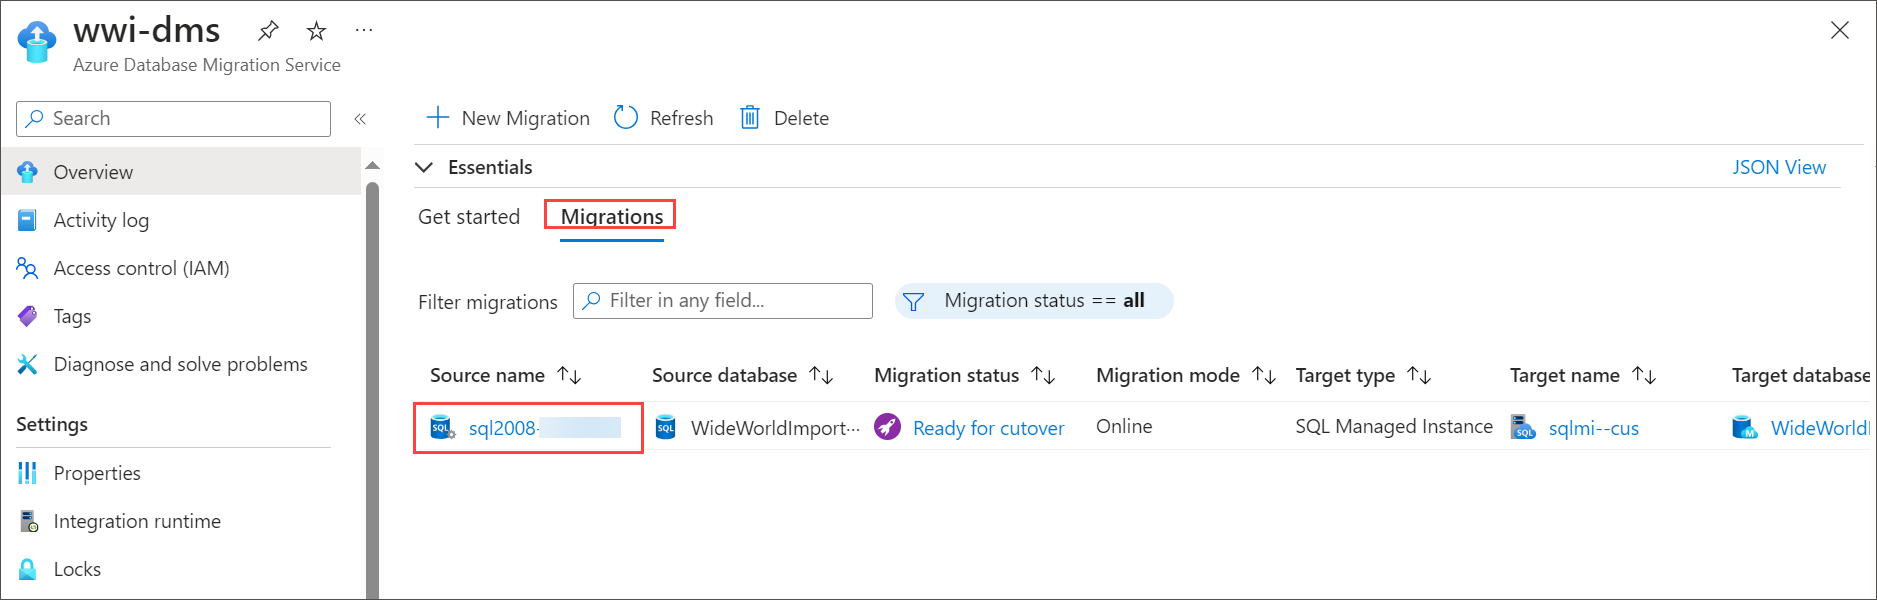 wwi-dms
Azure Database Migration Service
Search
New Migration
Refresh
Delete
Overview
Activity log
Access control (IAM)
Tags
Diagnose and solve problems
Settings
Properties
Integration runtime
Locks
Essentials
JSON View
Get started
Migrations
Filter migrations
Filter in any field...
Migration status == all
Source name Source database Migration status Migration mode Target type Target name Target database
sql2008- WideWorldImport... Ready for cutover Online SQL Managed Instance sqlmi--cus WideWorldI